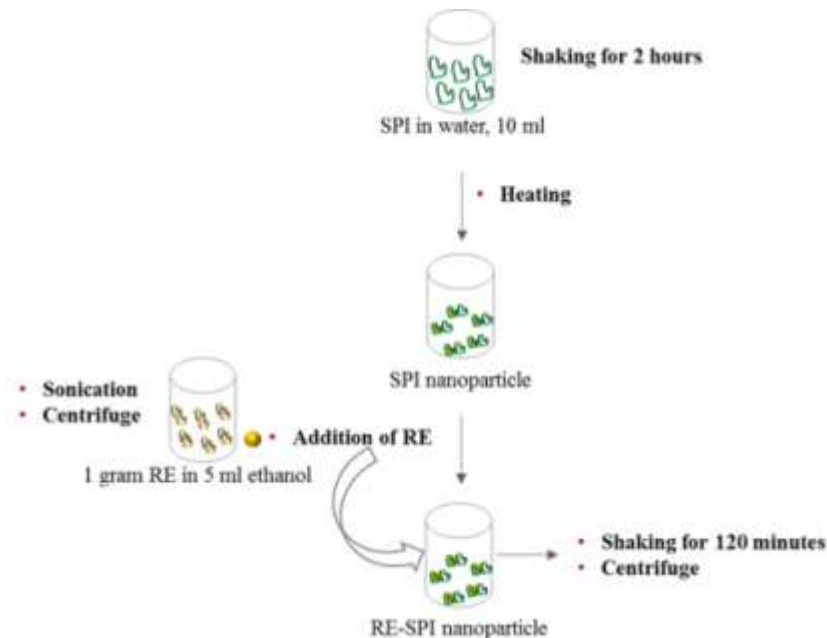 Shaking for 2 hours
SPI in water, 10 ml
• Heating
SPI nanoparticle
• Sonication
• Centrifuge
• Addition of RE
1 gram RE in 5 ml ethanol
• Shaking for 120 minutes
• Centrifuge
RE-SPI nanoparticle